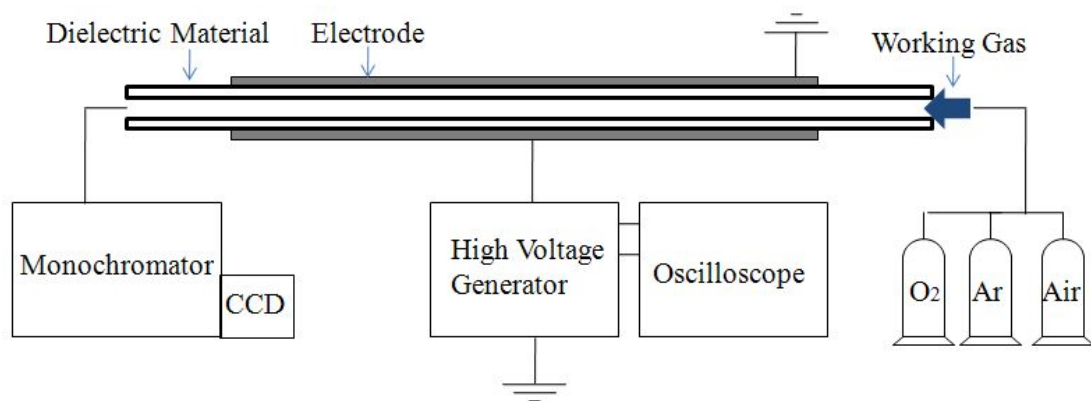 Dielectric Material
Electrode
Working Gas
Monochromator
CCD
High Voltage
Generator
Oscilloscope
O₂
Ar
Air